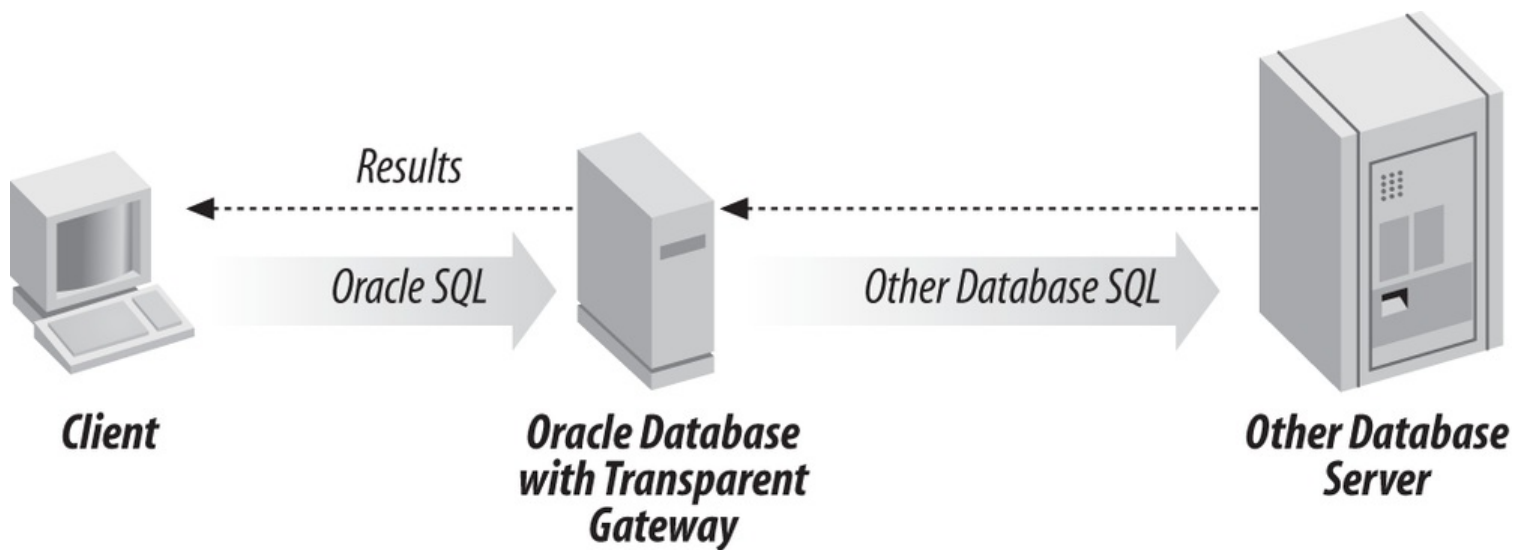 Results
Oracle SQL
Other Database SQL
Client
Oracle Database
with Transparent
Gateway
Other Database
Server